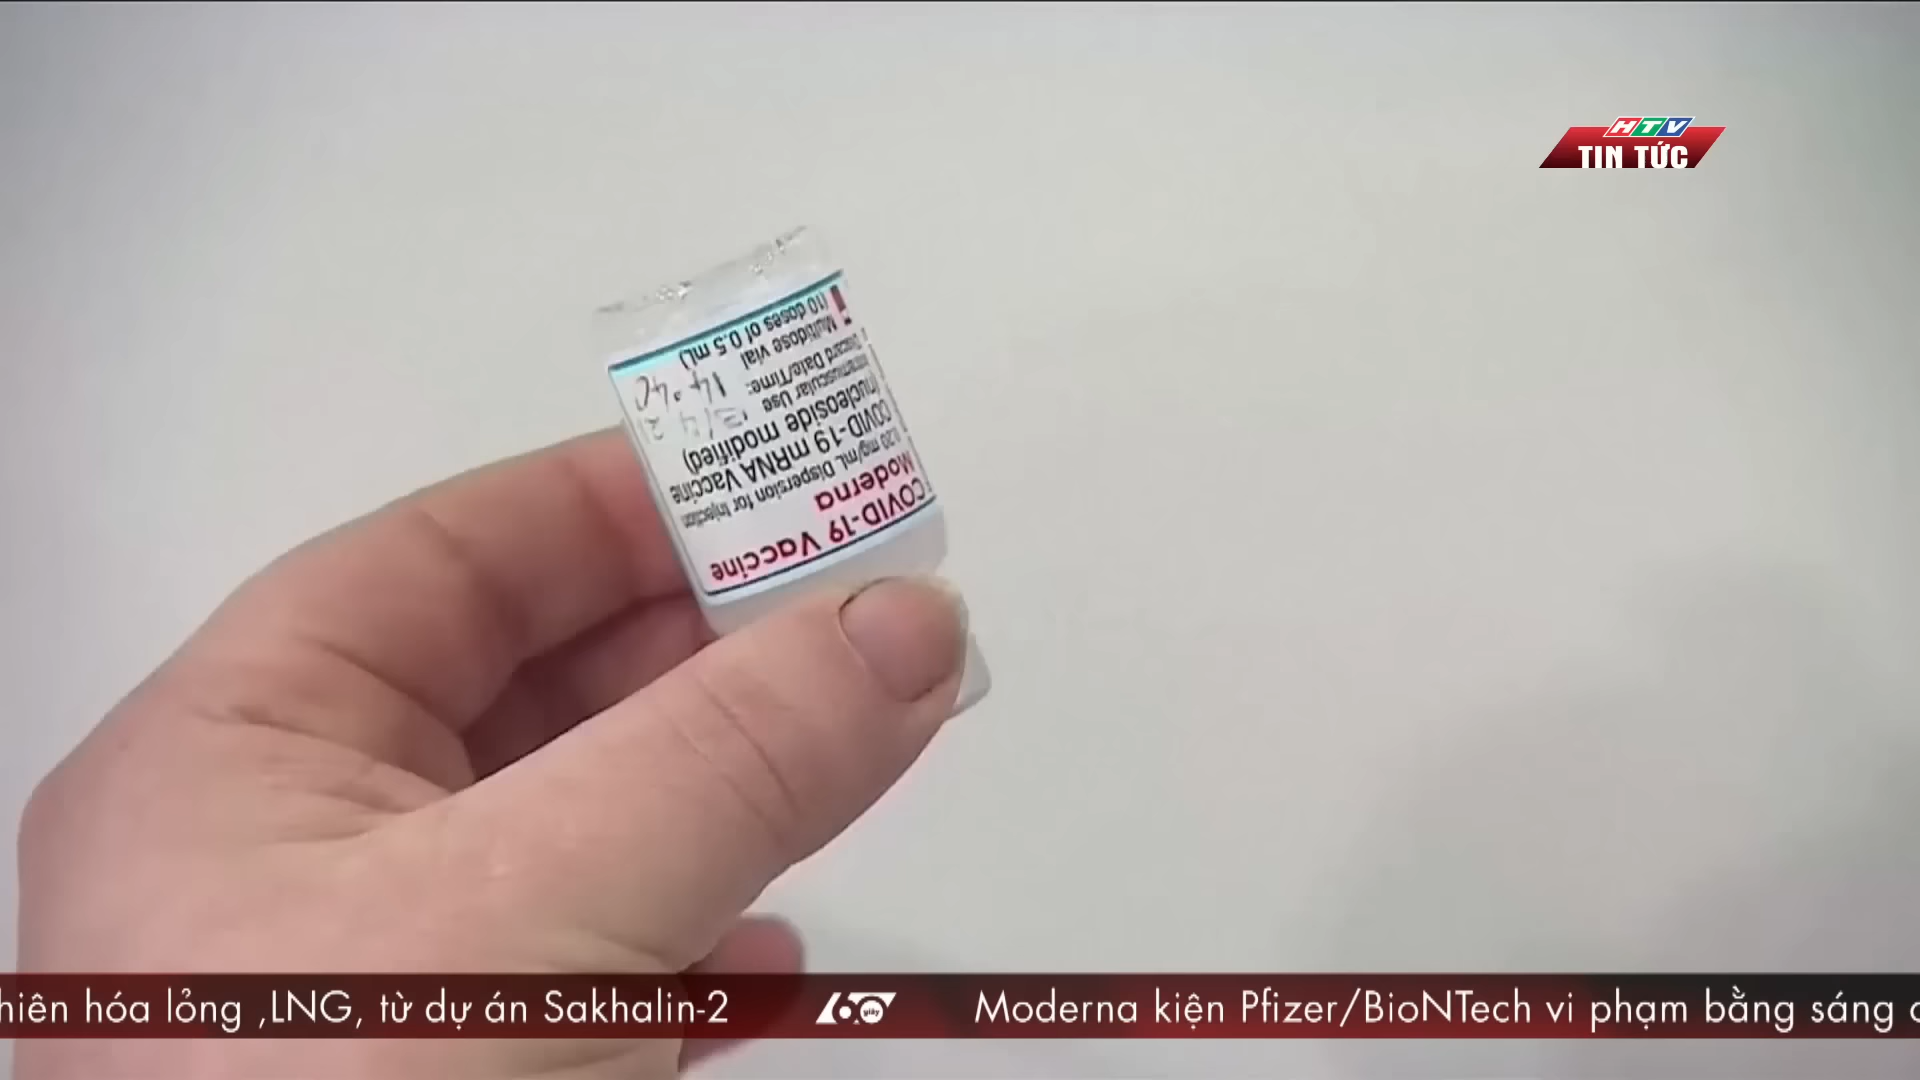 HTV
TIN TỨC
COVID-19 Vaccine
Moderna
0.20 mg/mL Dispersion for Injection
COVID-19 mRNA Vaccine
(nucleoside modified)
Intramuscular Use
Discard Date/Time:
Multidose vial
(10 doses of 0.5 mL)
hiên hóa lỏng ,LNG, từ dự án Sakhalin-2
60 giây
Moderna kiện Pfizer/BioNTech vi phạm bằng sáng